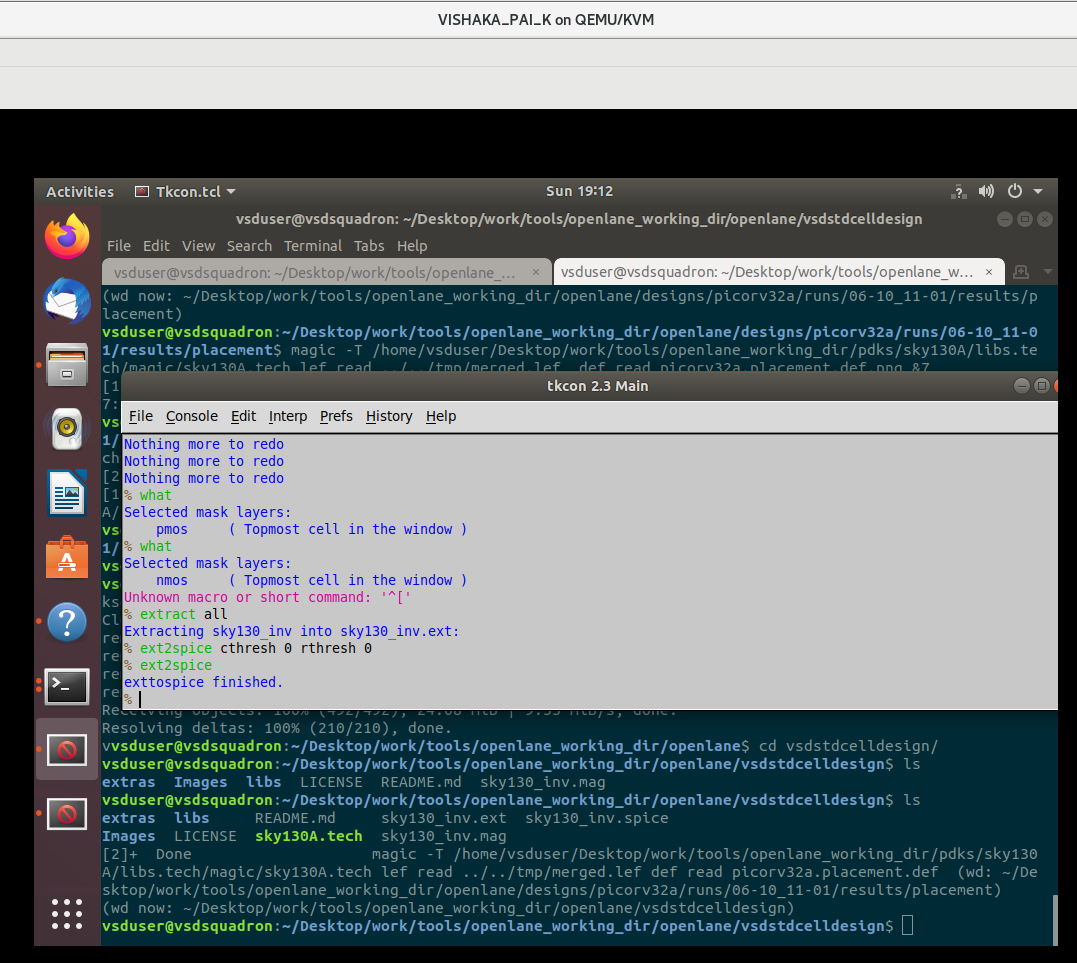 VISHAKA_PAI_K on QEMU/KVM
Activities Tkcon.tcl Sun 19:12
vsduser@vsdsquadron: ~/Desktop/work/tools/openlane_working_dir/openlane/vsdstdcelldesign
File Edit View Search Terminal Tabs Help
vsduser@vsdsquadron: ~/Desktop/work/tools/openlane_... × vsduser@vsdsquadron: ~/Desktop/work/tools/openlane_w... ×
(wd now: ~/Desktop/work/tools/openlane_working_dir/openlane/designs/picorv32a/runs/06-10_11-01/results/p
lacement)
vsduser@vsdsquadron:~/Desktop/work/tools/openlane_working_dir/openlane/designs/picorv32a/runs/06-10_11-0
1/results/placement$ magic -T /home/vsduser/Desktop/work/tools/openlane_working_dir/pdks/sky130A/libs.te
ch/magic/sky130A.tech lef read ../../tmp/merged.lef def read picorv32a.placement.def.png &7
[1
7:
vs
1/
ch
[2
[1
A/
vs
1/
vs
vs
ks
Cl
re
re
re
re
tkcon 2.3 Main
File Console Edit Interp Prefs History Help
Nothing more to redo
Nothing more to redo
Nothing more to redo
% what
Selected mask layers:
pmos ( Topmost cell in the window )
% what
Selected mask layers:
nmos ( Topmost cell in the window )
Unknown macro or short command: '^['
% extract all
Extracting sky130_inv into sky130_inv.ext:
% ext2spice cthresh 0 rthresh 0
% ext2spice
exttospice finished.
%
Receiving objects: 100% (492/492), done.
Resolving deltas: 100% (210/210), done.
vvsduser@vsdsquadron:~/Desktop/work/tools/openlane_working_dir/openlane$ cd vsdstdcelldesign/
vsduser@vsdsquadron:~/Desktop/work/tools/openlane_working_dir/openlane/vsdstdcelldesign$ ls
extras Images libs LICENSE README.md sky130_inv.mag
vsduser@vsdsquadron:~/Desktop/work/tools/openlane_working_dir/openlane/vsdstdcelldesign$ ls
extras libs README.md sky130_inv.ext sky130_inv.spice
Images LICENSE sky130A.tech sky130_inv.mag
[2]+ Done magic -T /home/vsduser/Desktop/work/tools/openlane_working_dir/pdks/sky130
A/libs.tech/magic/sky130A.tech lef read ../../tmp/merged.lef def read picorv32a.placement.def (wd: ~/De
sktop/work/tools/openlane_working_dir/openlane/designs/picorv32a/runs/06-10_11-01/results/placement)
(wd now: ~/Desktop/work/tools/openlane_working_dir/openlane/vsdstdcelldesign)
vsduser@vsdsquadron:~/Desktop/work/tools/openlane_working_dir/openlane/vsdstdcelldesign$